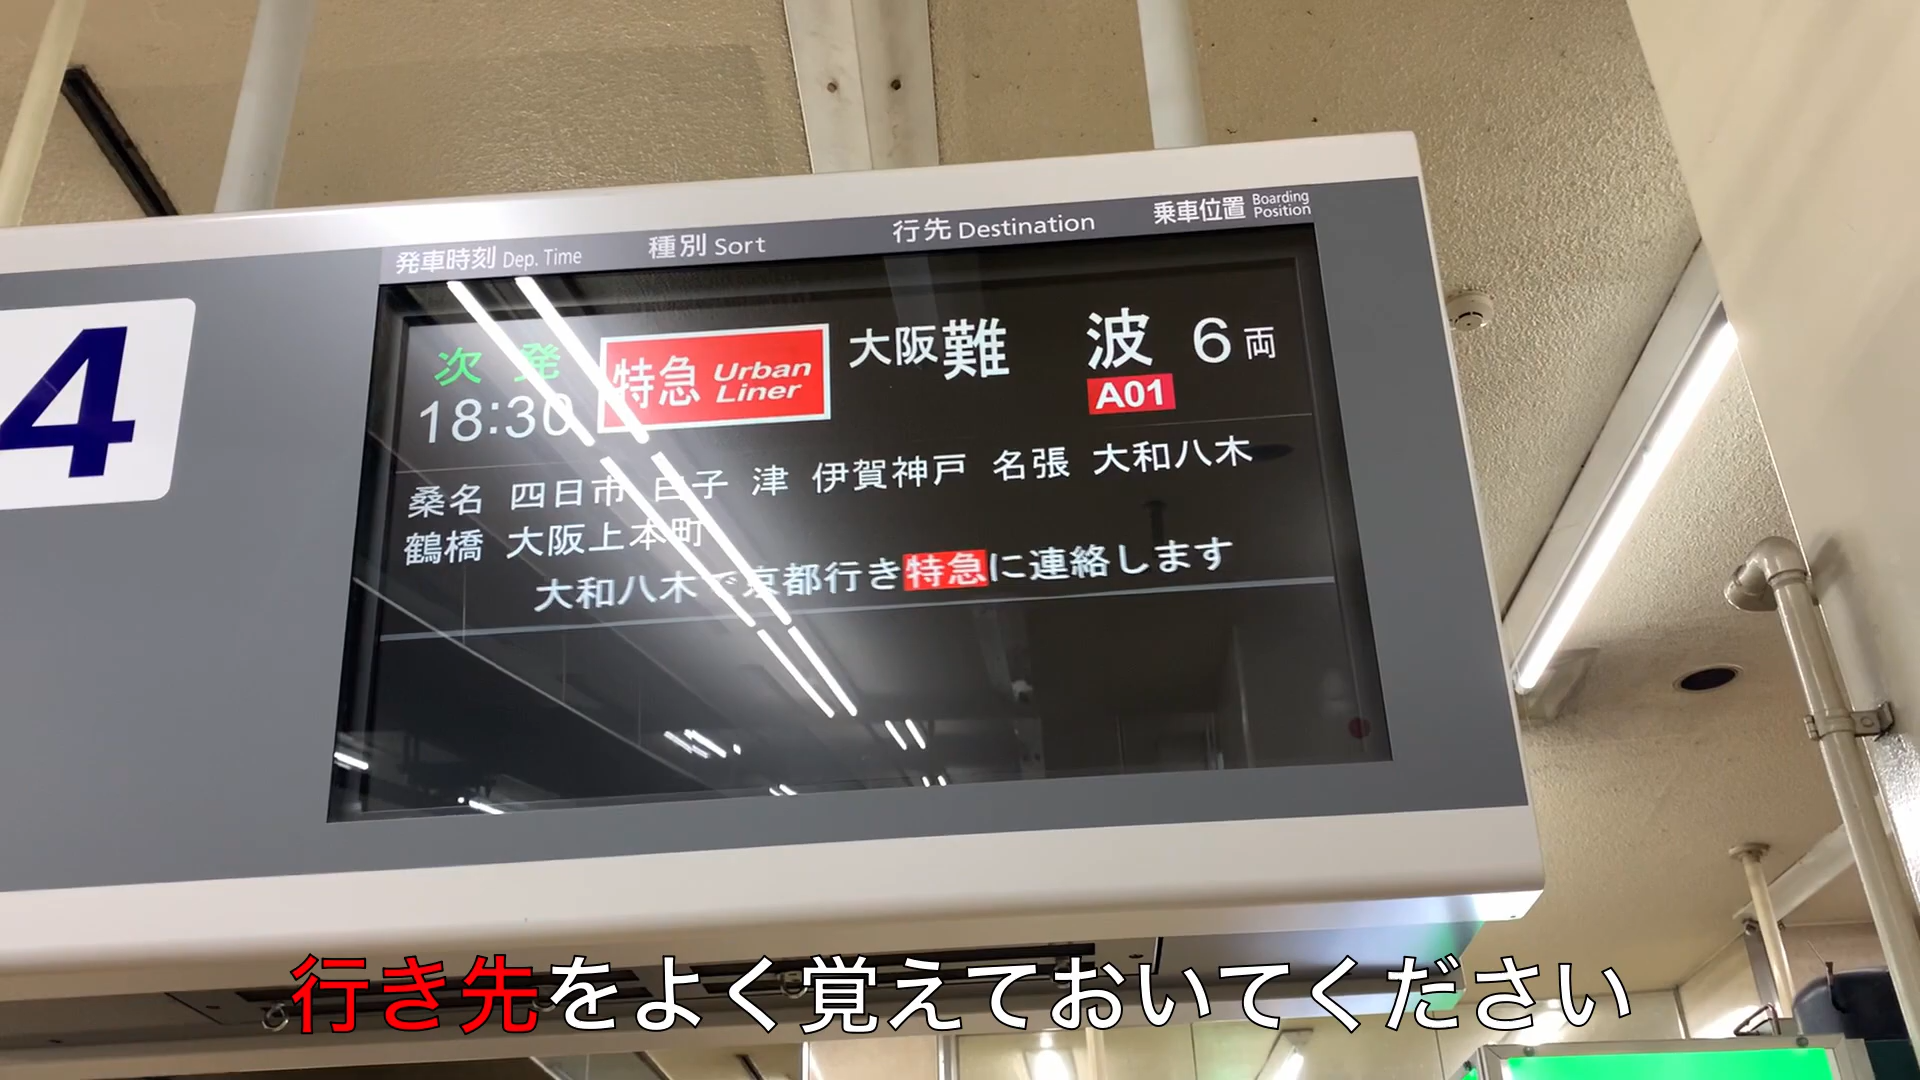 発車時刻 Dep. Time 種別 Sort 行先 Destination 乗車位置 Boarding Position
4
次発 特急 Urban Liner 大阪難波 6両
18:30 A01
桑名 四日市 白子 津 伊賀神戸 名張 大和八木
鶴橋 大阪上本町
大和八木で京都行き特急に連絡します
行き先をよく覚えておいてください